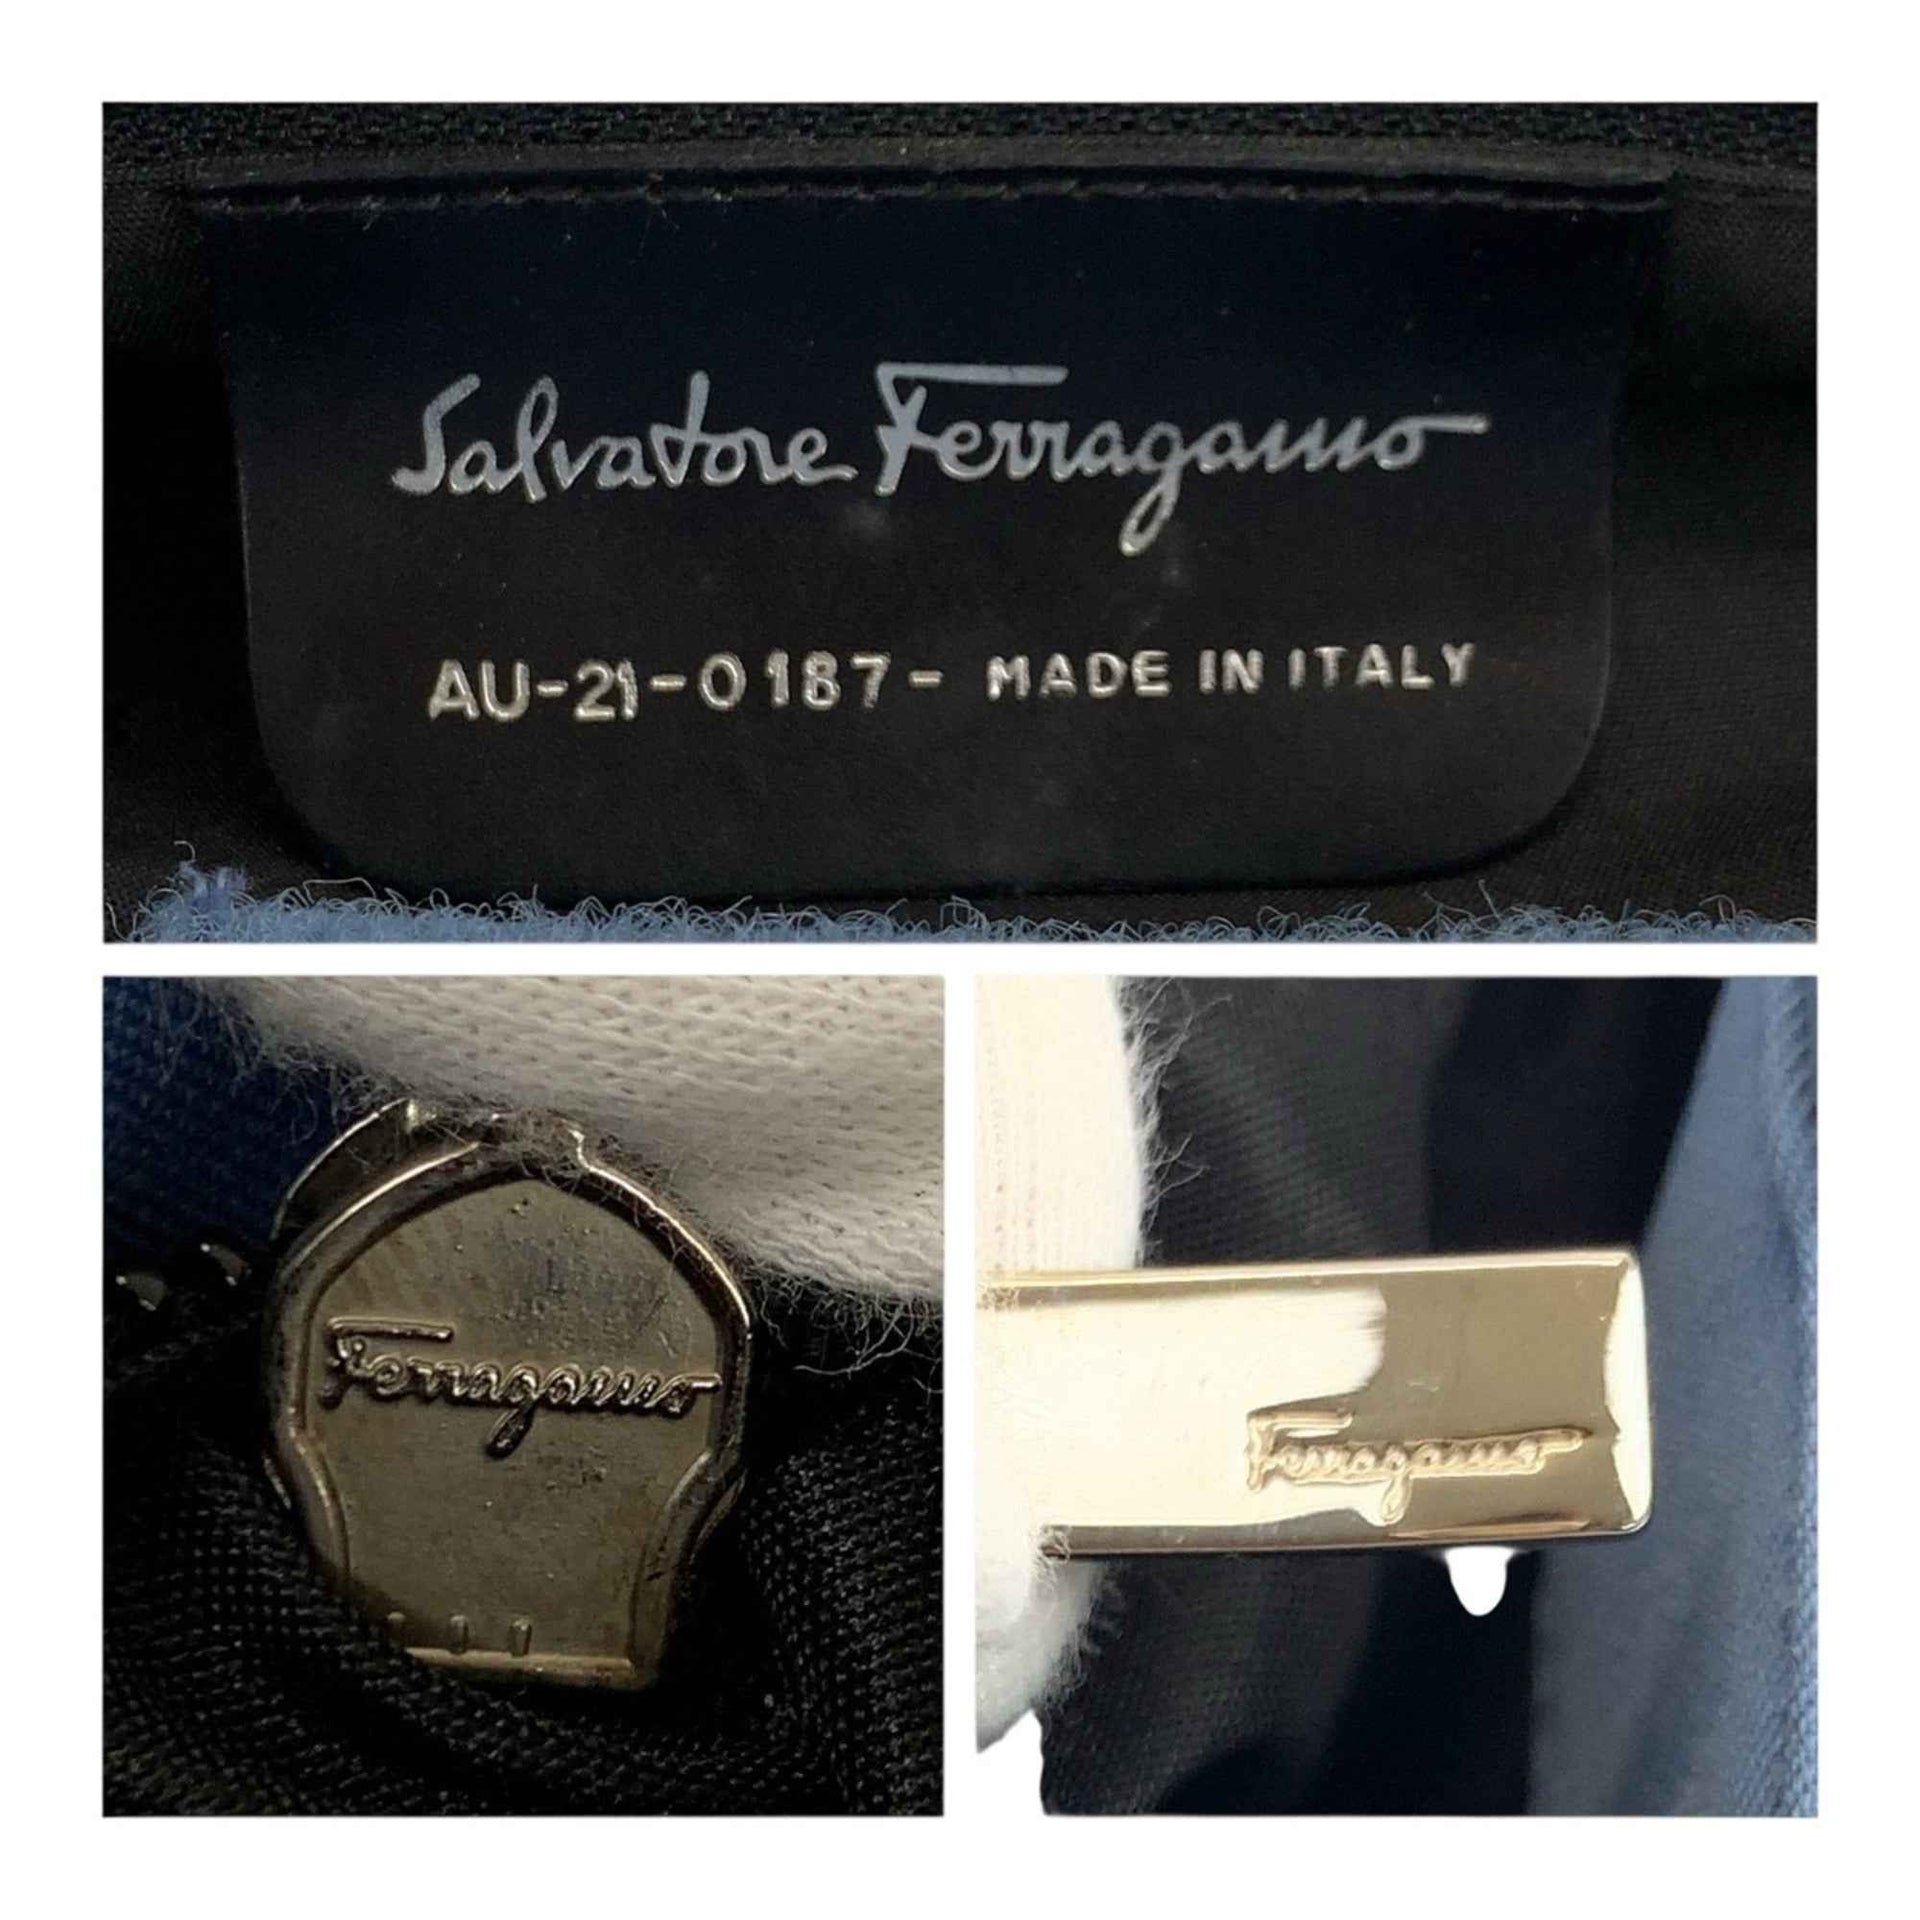 Salvatore Ferragamo
AU-21-0187- MADE IN ITALY
Ferragamo
Ferragamo